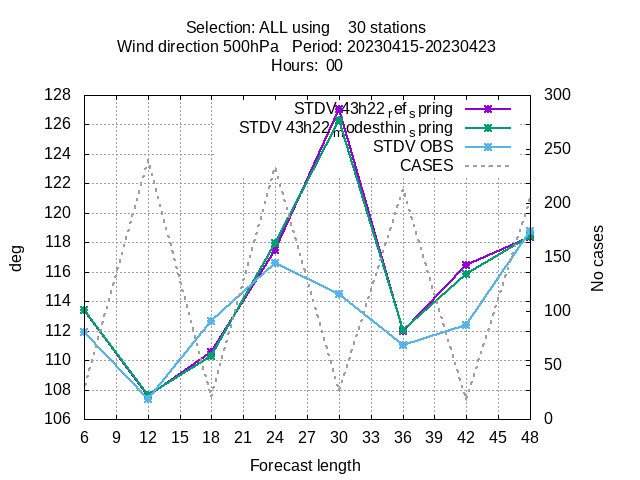 Selection: ALL using 30 stations
Wind direction 500hPa Period: 20230415-20230423
Hours: 00
STDV 43h22_ref_spring
STDV 43h22_modesthin_spring
STDV OBS
CASES
deg
128
126
124
122
120
118
116
114
112
110
108
106
300
250
200
150
100
50
0
No cases
6 9 12 15 18 21 24 27 30 33 36 39 42 45 48
Forecast length